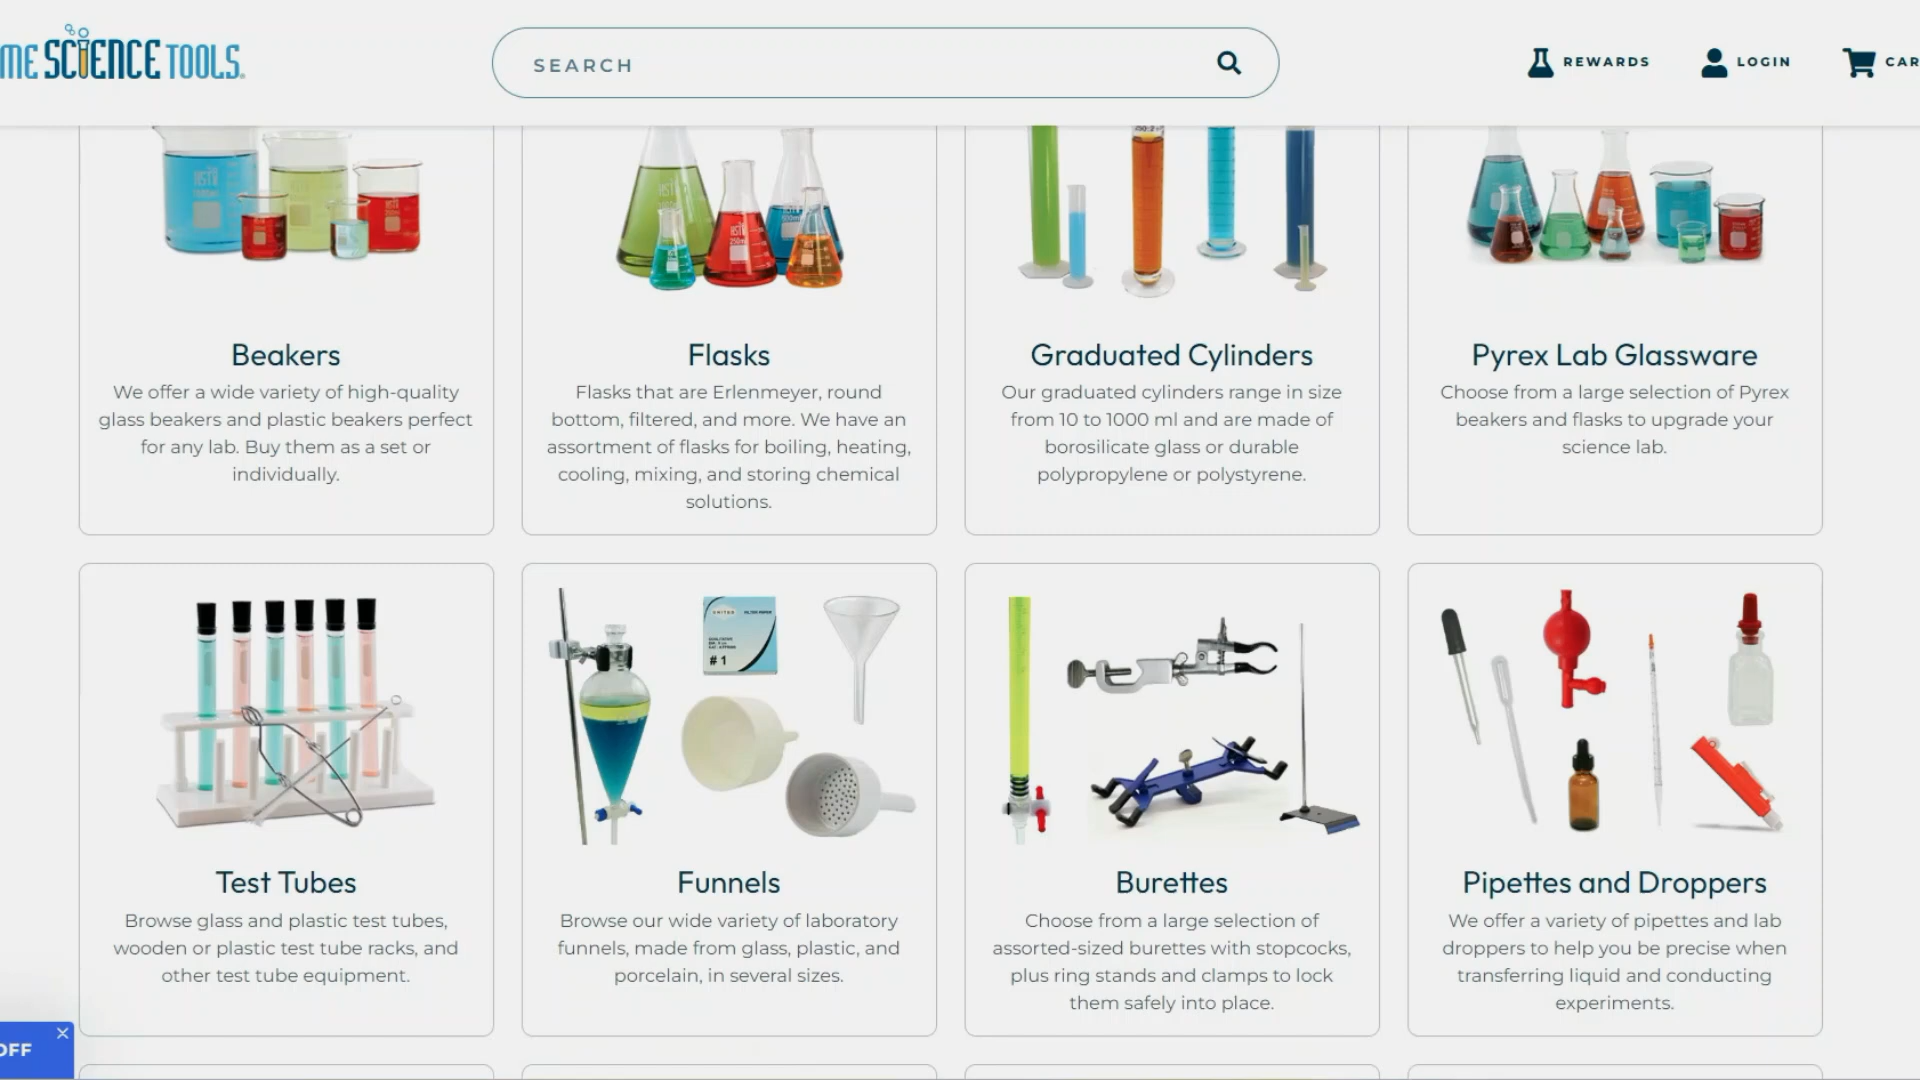 ME SCIENCE TOOLS
SEARCH
REWARDS
LOGIN
CAR
Beakers
We offer a wide variety of high-quality
glass beakers and plastic beakers perfect
for any lab. Buy them as a set or
individually.
Flasks
Flasks that are Erlenmeyer, round
bottom, filtered, and more. We have an
assortment of flasks for boiling, heating,
cooling, mixing, and storing chemical
solutions.
Graduated Cylinders
Our graduated cylinders range in size
from 10 to 1000 ml and are made of
borosilicate glass or durable
polypropylene or polystyrene.
Pyrex Lab Glassware
Choose from a large selection of Pyrex
beakers and flasks to upgrade your
science lab.
FILTER PAPER
#1
Test Tubes
Browse glass and plastic test tubes,
wooden or plastic test tube racks, and
other test tube equipment.
Funnels
Browse our wide variety of laboratory
funnels, made from glass, plastic, and
porcelain, in several sizes.
Burettes
Choose from a large selection of
assorted-sized burettes with stopcocks,
plus ring stands and clamps to lock
them safely into place.
Pipettes and Droppers
We offer a variety of pipettes and lab
droppers to help you be precise when
transferring liquid and conducting
experiments.
OFF